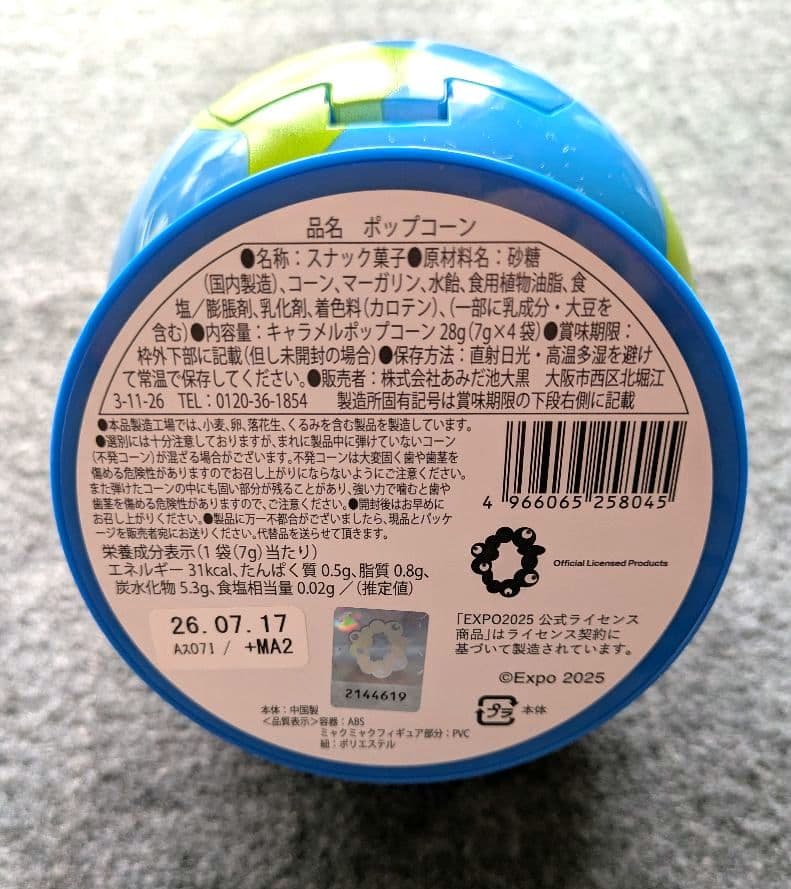 品名 ポップコーン
●名称:スナック菓子●原材料名:砂糖
(国内製造)、コーン、マーガリン、水飴、食用植物油脂、食
塩/膨脹剤、乳化剤、着色料(カロテン)、(一部に乳成分・大豆を
含む)●内容量:キャラメルポップコーン 28g(7g×4袋)●賞味期限:
枠外下部に記載(但し未開封の場合)●保存方法:直射日光・高温多湿を避け
て常温で保存してください。●販売者:株式会社あみだ池大黒 大阪市西区北堀江
3-11-26 TEL:0120-36-1854 製造所固有記号は賞味期限の下段右側に記載
●本品製造工場では、小麦、卵、落花生、くるみを含む製品を製造しています。
●選別には十分注意しておりますが、まれに製品中に弾けていないコーン
(不発コーン)が混ざる場合がございます。不発コーンは大変固く歯や歯茎を
傷める危険性がありますのでお召し上がりにならないようにご注意ください。
また弾けたコーンの中にも固い部分が残ることがあり、強い力で噛むと歯や
歯茎を傷める危険性がありますので、ご注意ください。●開封後はお早めに
お召し上がりください。●製品に万一不都合がございましたら、現品とパッケ
ージを販売者宛にお送りください。代替品を送らせて頂きます。
栄養成分表示(1袋(7g)当たり)
エネルギー 31kcal、たんぱく質 0.5g、脂質 0.8g、
炭水化物 5.3g、食塩相当量 0.02g /(推定値)
4 966065 258045
Official Licensed Products
「EXPO2025 公式ライセンス
商品」はライセンス契約に
基づいて製造されています。
©Expo 2025
26.07.17
Aス071 / +MA2
2144619
プラ 本体
本体:中国製
<品質表示>容器:ABS
ミャクミャクフィギュア部分:PVC
紐:ポリエステル